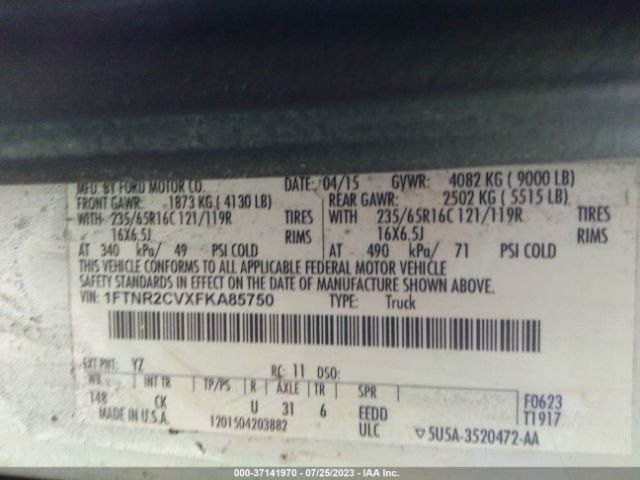 MFD. BY FORD MOTOR CO. DATE: 04/15 GVWR: 4082 KG ( 9000 LB)
FRONT GAWR: 1873 KG ( 4130 LB) REAR GAWR: 2502 KG ( 5515 LB)
WITH 235/65R16C 121/119R TIRES WITH 235/65R16C 121/119R TIRES
16X6.5J RIMS 16X6.5J RIMS
AT 340 kPa/ 49 PSI COLD AT 490 kPa/ 71 PSI COLD
THIS VEHICLE CONFORMS TO ALL APPLICABLE FEDERAL MOTOR VEHICLE
SAFETY STANDARDS IN EFFECT ON THE DATE OF MANUFACTURE SHOWN ABOVE.
VIN: 1FTNR2CVXFKA85750 TYPE: Truck
EXT PNT: YZ RC: 11 DSO:
WB INT TR TP/PS R AXLE TR SPR
148 CK U 31 6 EEDD F0623
MADE IN U.S.A. 1201504203882 ULC T1917
▽5U5A-3520472-AA
000-37141970 - 07/25/2023 - IAA Inc.